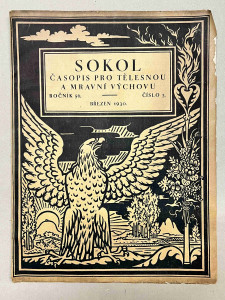 SOKOL
ČASOPIS PRO TĚLESNOU
A MRAVNÍ VÝCHOVU
ROČNÍK 56. ČÍSLO 3.
BŘEZEN 1930.